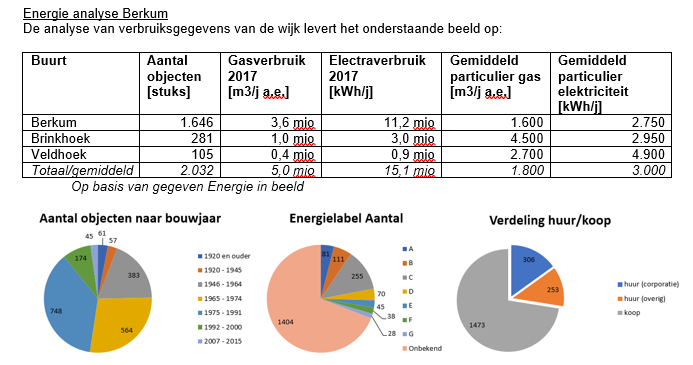 Energie analyse Berkum
De analyse van verbruiksgegevens van de wijk levert het onderstaande beeld op:
Buurt Aantal objecten [stuks] Gasverbruik 2017 [m3/j a.e.] Electraverbruik 2017 [kWh/j] Gemiddeld particulier gas [m3/j a.e.] Gemiddeld particulier elektriciteit [kWh/j]
Berkum 1.646 3,6 mio 11,2 mio 1.600 2.750
Brinkhoek 281 1,0 mio 3,0 mio 4.500 2.950
Veldhoek 105 0,4 mio 0,9 mio 2.700 4.900
Totaal/gemiddeld 2.032 5,0 mio 15,1 mio 1.800 3.000
Op basis van gegeven Energie in beeld
Aantal objecten naar bouwjaar
45 61 57
174
383
748
564
1920 en ouder
1920 - 1945
1946 - 1964
1965 - 1974
1975 - 1991
1992 - 2000
2007 - 2015
Energielabel Aantal
81
111
255
70
45
38
28
1404
A
B
C
D
E
F
G
Onbekend
Verdeling huur/koop
306
253
1473
huur (corporatie)
huur (overig)
koop